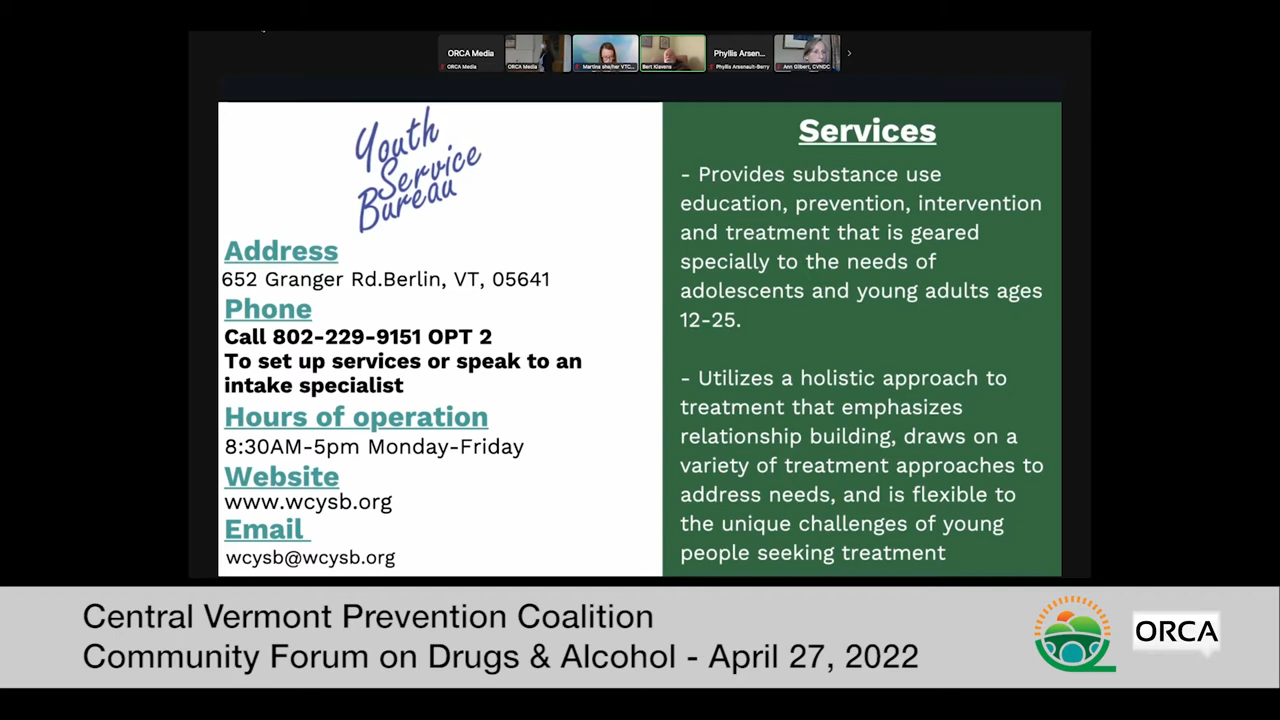 ORCA Media
Phyllis Arsen...
ORCA Media
ORCA Media
Martina she/her VTC...
Bert Klavens
Phyllis Arsenault-Berry
Ann Gilbert, CVNDC
Youth
Service
Bureau
Address
652 Granger Rd.Berlin, VT, 05641
Phone
Call 802-229-9151 OPT 2
To set up services or speak to an
intake specialist
Hours of operation
8:30AM-5pm Monday-Friday
Website
www.wcysb.org
Email
wcysb@wcysb.org
Services
- Provides substance use
education, prevention, intervention
and treatment that is geared
specially to the needs of
adolescents and young adults ages
12-25.
- Utilizes a holistic approach to
treatment that emphasizes
relationship building, draws on a
variety of treatment approaches to
address needs, and is flexible to
the unique challenges of young
people seeking treatment
Central Vermont Prevention Coalition
Community Forum on Drugs & Alcohol - April 27, 2022
ORCA